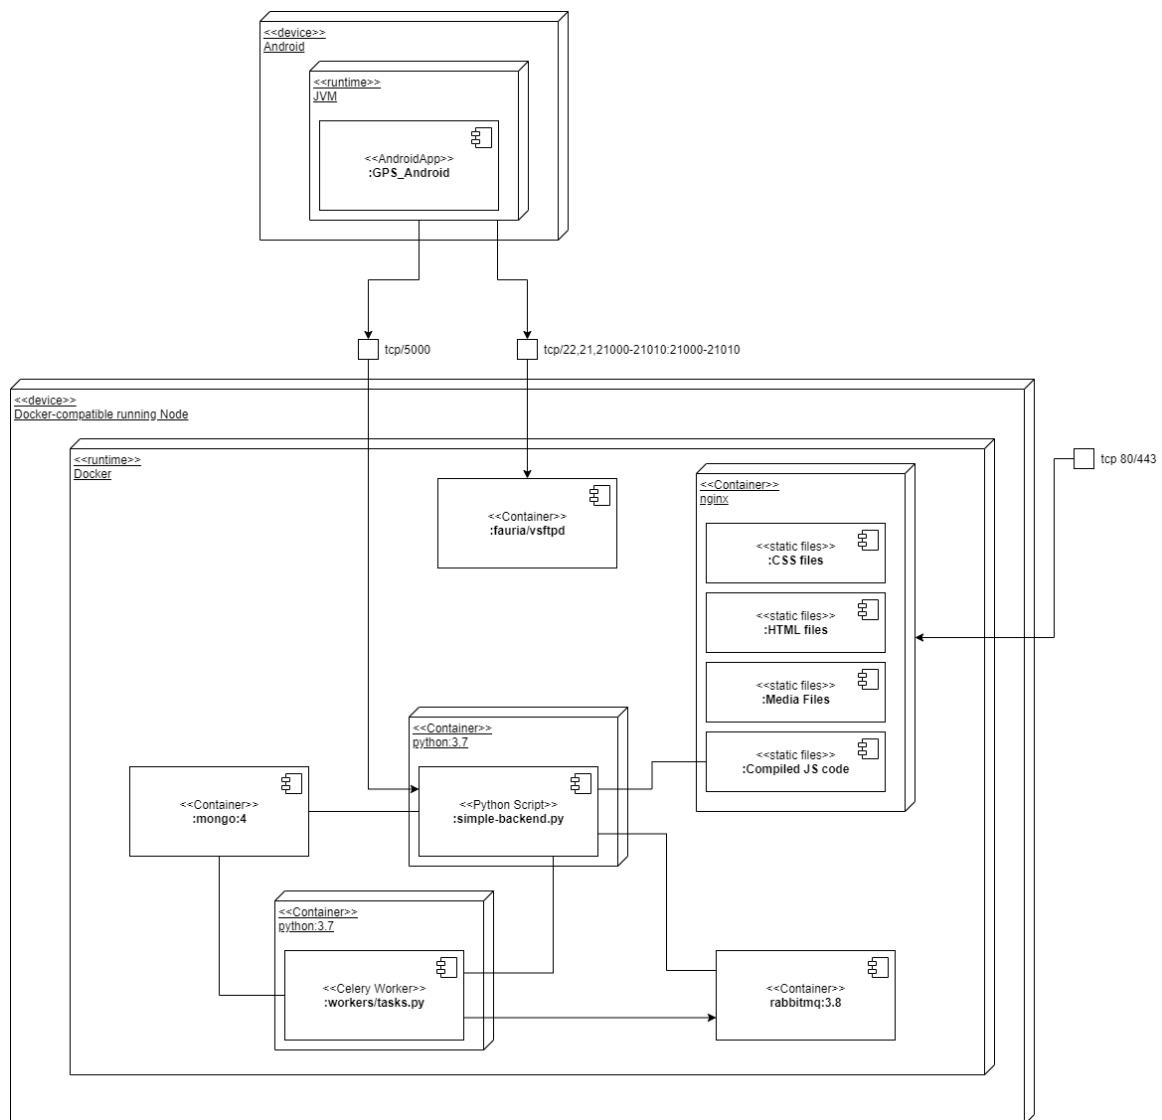 <<device>>
Android
<<runtime>>
JVM
<<AndroidApp>>
:GPS_Android
tcp/5000
tcp/22,21,21000-21010:21000-21010
<<device>>
Docker-compatible running Node
<<runtime>>
Docker
tcp 80/443
<<Container>>
:fauria/vsftpd
<<Container>>
nginx
<<static files>>
:CSS files
<<static files>>
:HTML files
<<static files>>
:Media Files
<<static files>>
:Compiled JS code
<<Container>>
python:3.7
<<Python Script>>
:simple-backend.py
<<Container>>
:mongo:4
<<Container>>
python:3.7
<<Celery Worker>>
:workers/tasks.py
<<Container>>
rabbitmq:3.8